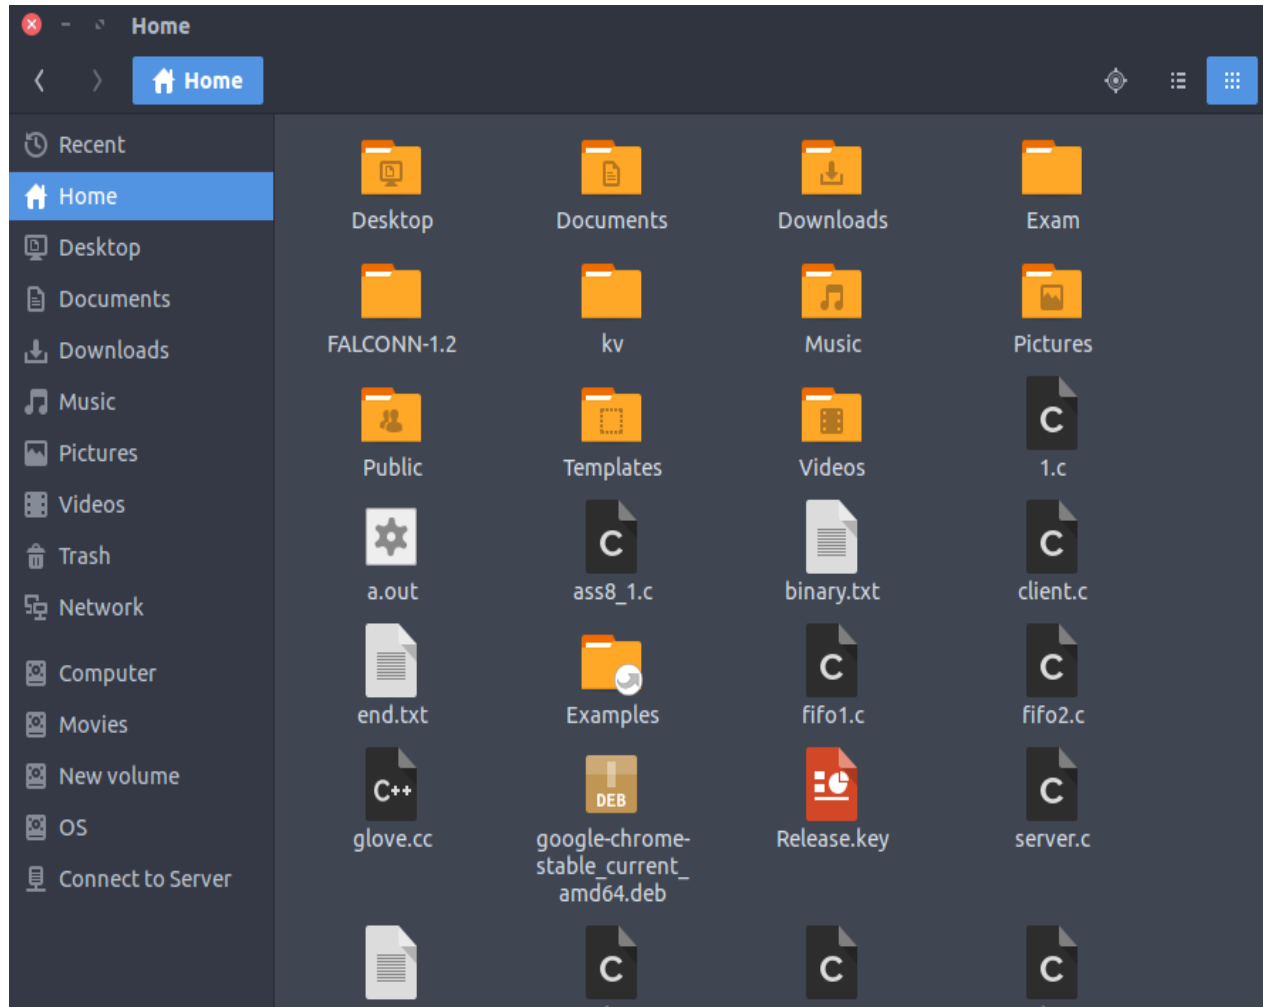 Home
Home
Recent
Home
Desktop
Documents
Downloads
Music
Pictures
Videos
Trash
Network
Computer
Movies
New volume
OS
Connect to Server
Desktop
Documents
Downloads
Exam
FALCONN-1.2
kv
Music
Pictures
Public
Templates
Videos
C
1.c
a.out
C
ass8_1.c
binary.txt
C
client.c
end.txt
Examples
C
fifo1.c
C
fifo2.c
C++
glove.cc
DEB
google-chrome-
stable_current_
amd64.deb
Release.key
C
server.c
C
C
C